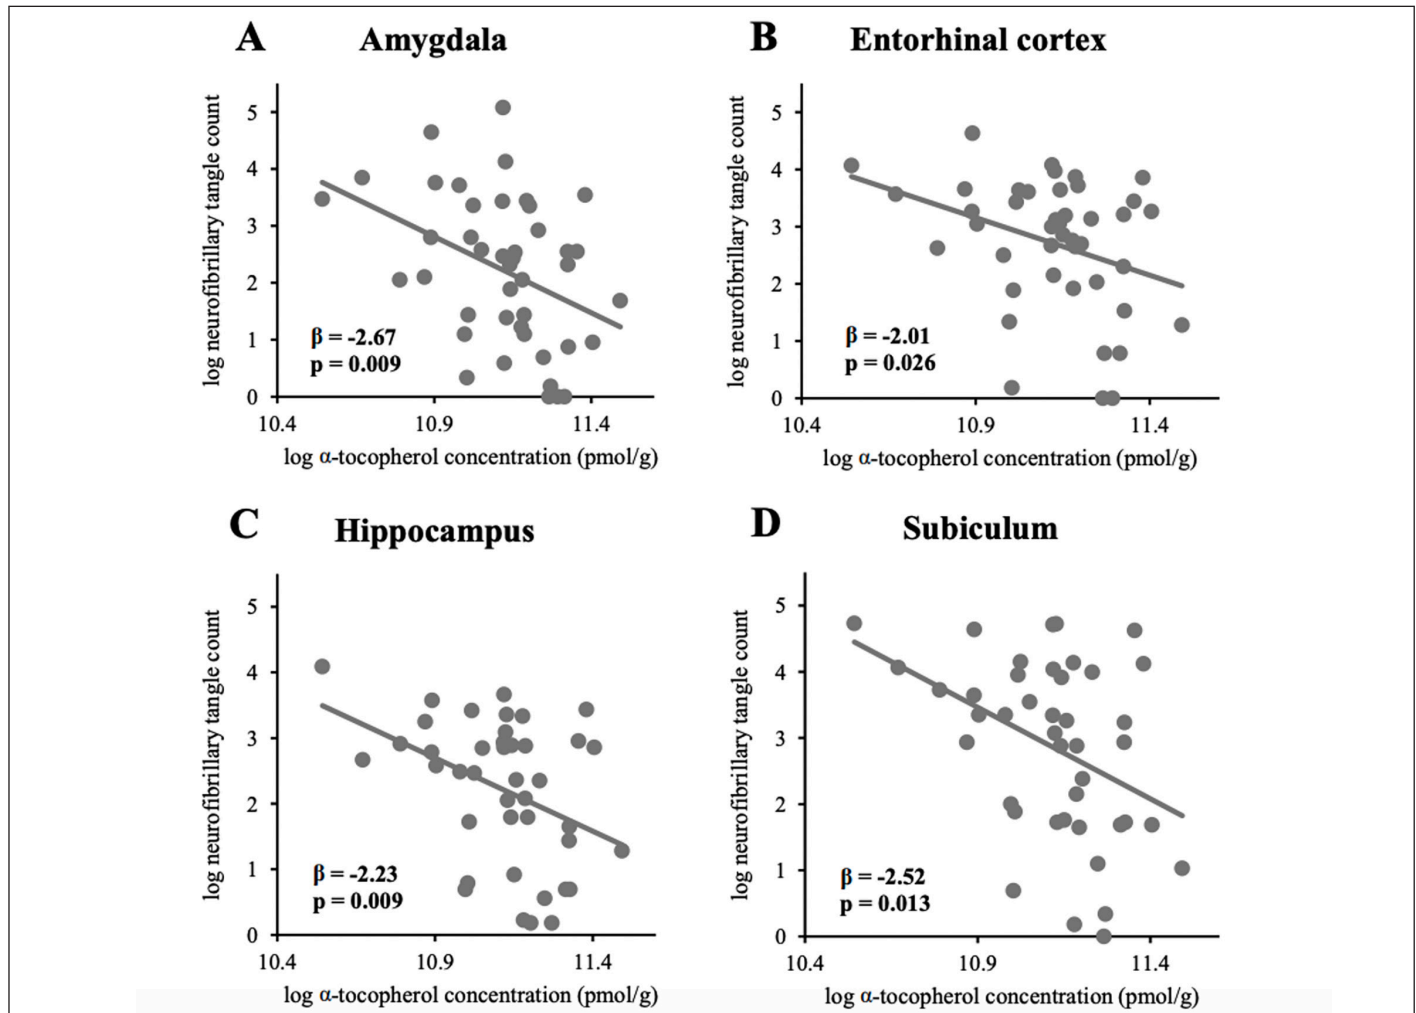 A Amygdala
log neurofibrillary tangle count
5
4
3
2
1
0
β = -2.67
p = 0.009
10.4 10.9 11.4
log α-tocopherol concentration (pmol/g)
B Entorhinal cortex
log neurofibrillary tangle count
5
4
3
2
1
0
β = -2.01
p = 0.026
10.4 10.9 11.4
log α-tocopherol concentration (pmol/g)
C Hippocampus
log neurofibrillary tangle count
5
4
3
2
1
0
β = -2.23
p = 0.009
10.4 10.9 11.4
log α-tocopherol concentration (pmol/g)
D Subiculum
log neurofibrillary tangle count
5
4
3
2
1
0
β = -2.52
p = 0.013
10.4 10.9 11.4
log α-tocopherol concentration (pmol/g)